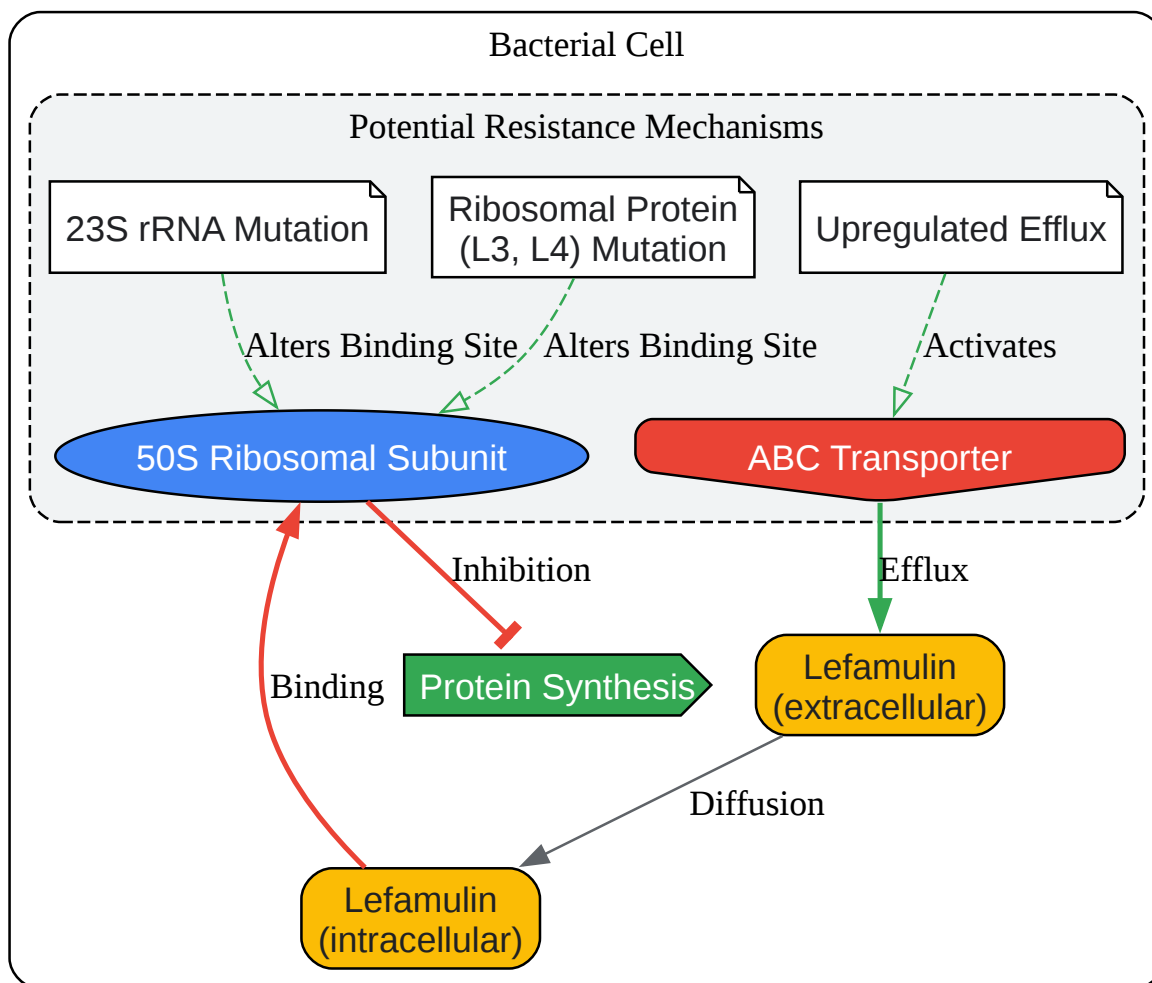 Bacterial Cell
Potential Resistance Mechanisms
23S rRNA Mutation
Ribosomal Protein
(L3, L4) Mutation
Upregulated Efflux
Alters Binding Site
Alters Binding Site
Activates
50S Ribosomal Subunit
ABC Transporter
Inhibition
Efflux
Binding
Protein Synthesis
Lefamulin
(extracellular)
Diffusion
Lefamulin
(intracellular)